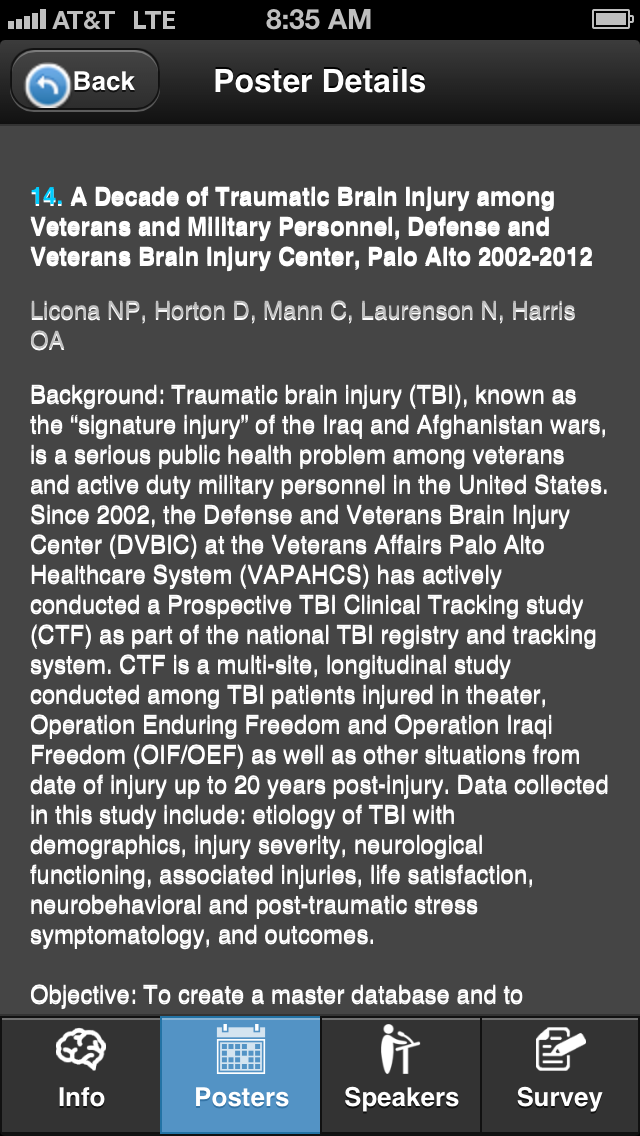 AT&T LTE 8:35 AM
Back Poster Details
14. A Decade of Traumatic Brain Injury among
Veterans and Military Personnel, Defense and
Veterans Brain Injury Center, Palo Alto 2002-2012
Licona NP, Horton D, Mann C, Laurenson N, Harris
OA
Background: Traumatic brain injury (TBI), known as
the “signature injury” of the Iraq and Afghanistan wars,
is a serious public health problem among veterans
and active duty military personnel in the United States.
Since 2002, the Defense and Veterans Brain Injury
Center (DVBIC) at the Veterans Affairs Palo Alto
Healthcare System (VAPAHCS) has actively
conducted a Prospective TBI Clinical Tracking study
(CTF) as part of the national TBI registry and tracking
system. CTF is a multi-site, longitudinal study
conducted among TBI patients injured in theater,
Operation Enduring Freedom and Operation Iraqi
Freedom (OIF/OEF) as well as other situations from
date of injury up to 20 years post-injury. Data collected
in this study include: etiology of TBI with
demographics, injury severity, neurological
functioning, associated injuries, life satisfaction,
neurobehavioral and post-traumatic stress
symptomatology, and outcomes.
Objective: To create a master database and to
Info Posters Speakers Survey